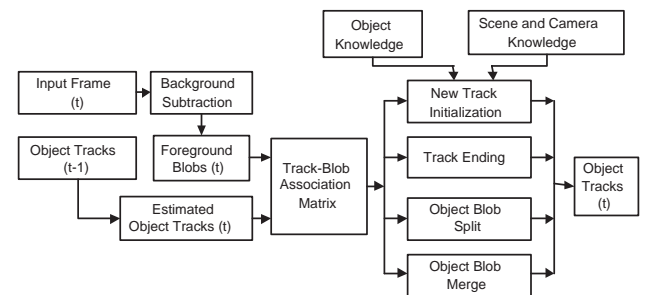 Object
Knowledge
Scene and Camera
Knowledge
Input Frame
(t)
Background
Subtraction
New Track
Initialization
Object Tracks
(t-1)
Foreground
Blobs (t)
Track-Blob
Association
Matrix
Track Ending
Object
Tracks
(t)
Estimated
Object Tracks (t)
Object Blob
Split
Object Blob
Merge